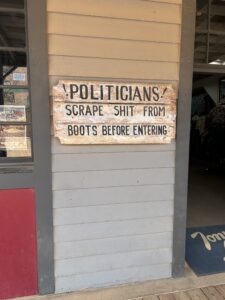 !POLITICIANS!
SCRAPE SHIT FROM
BOOTS BEFORE ENTERING